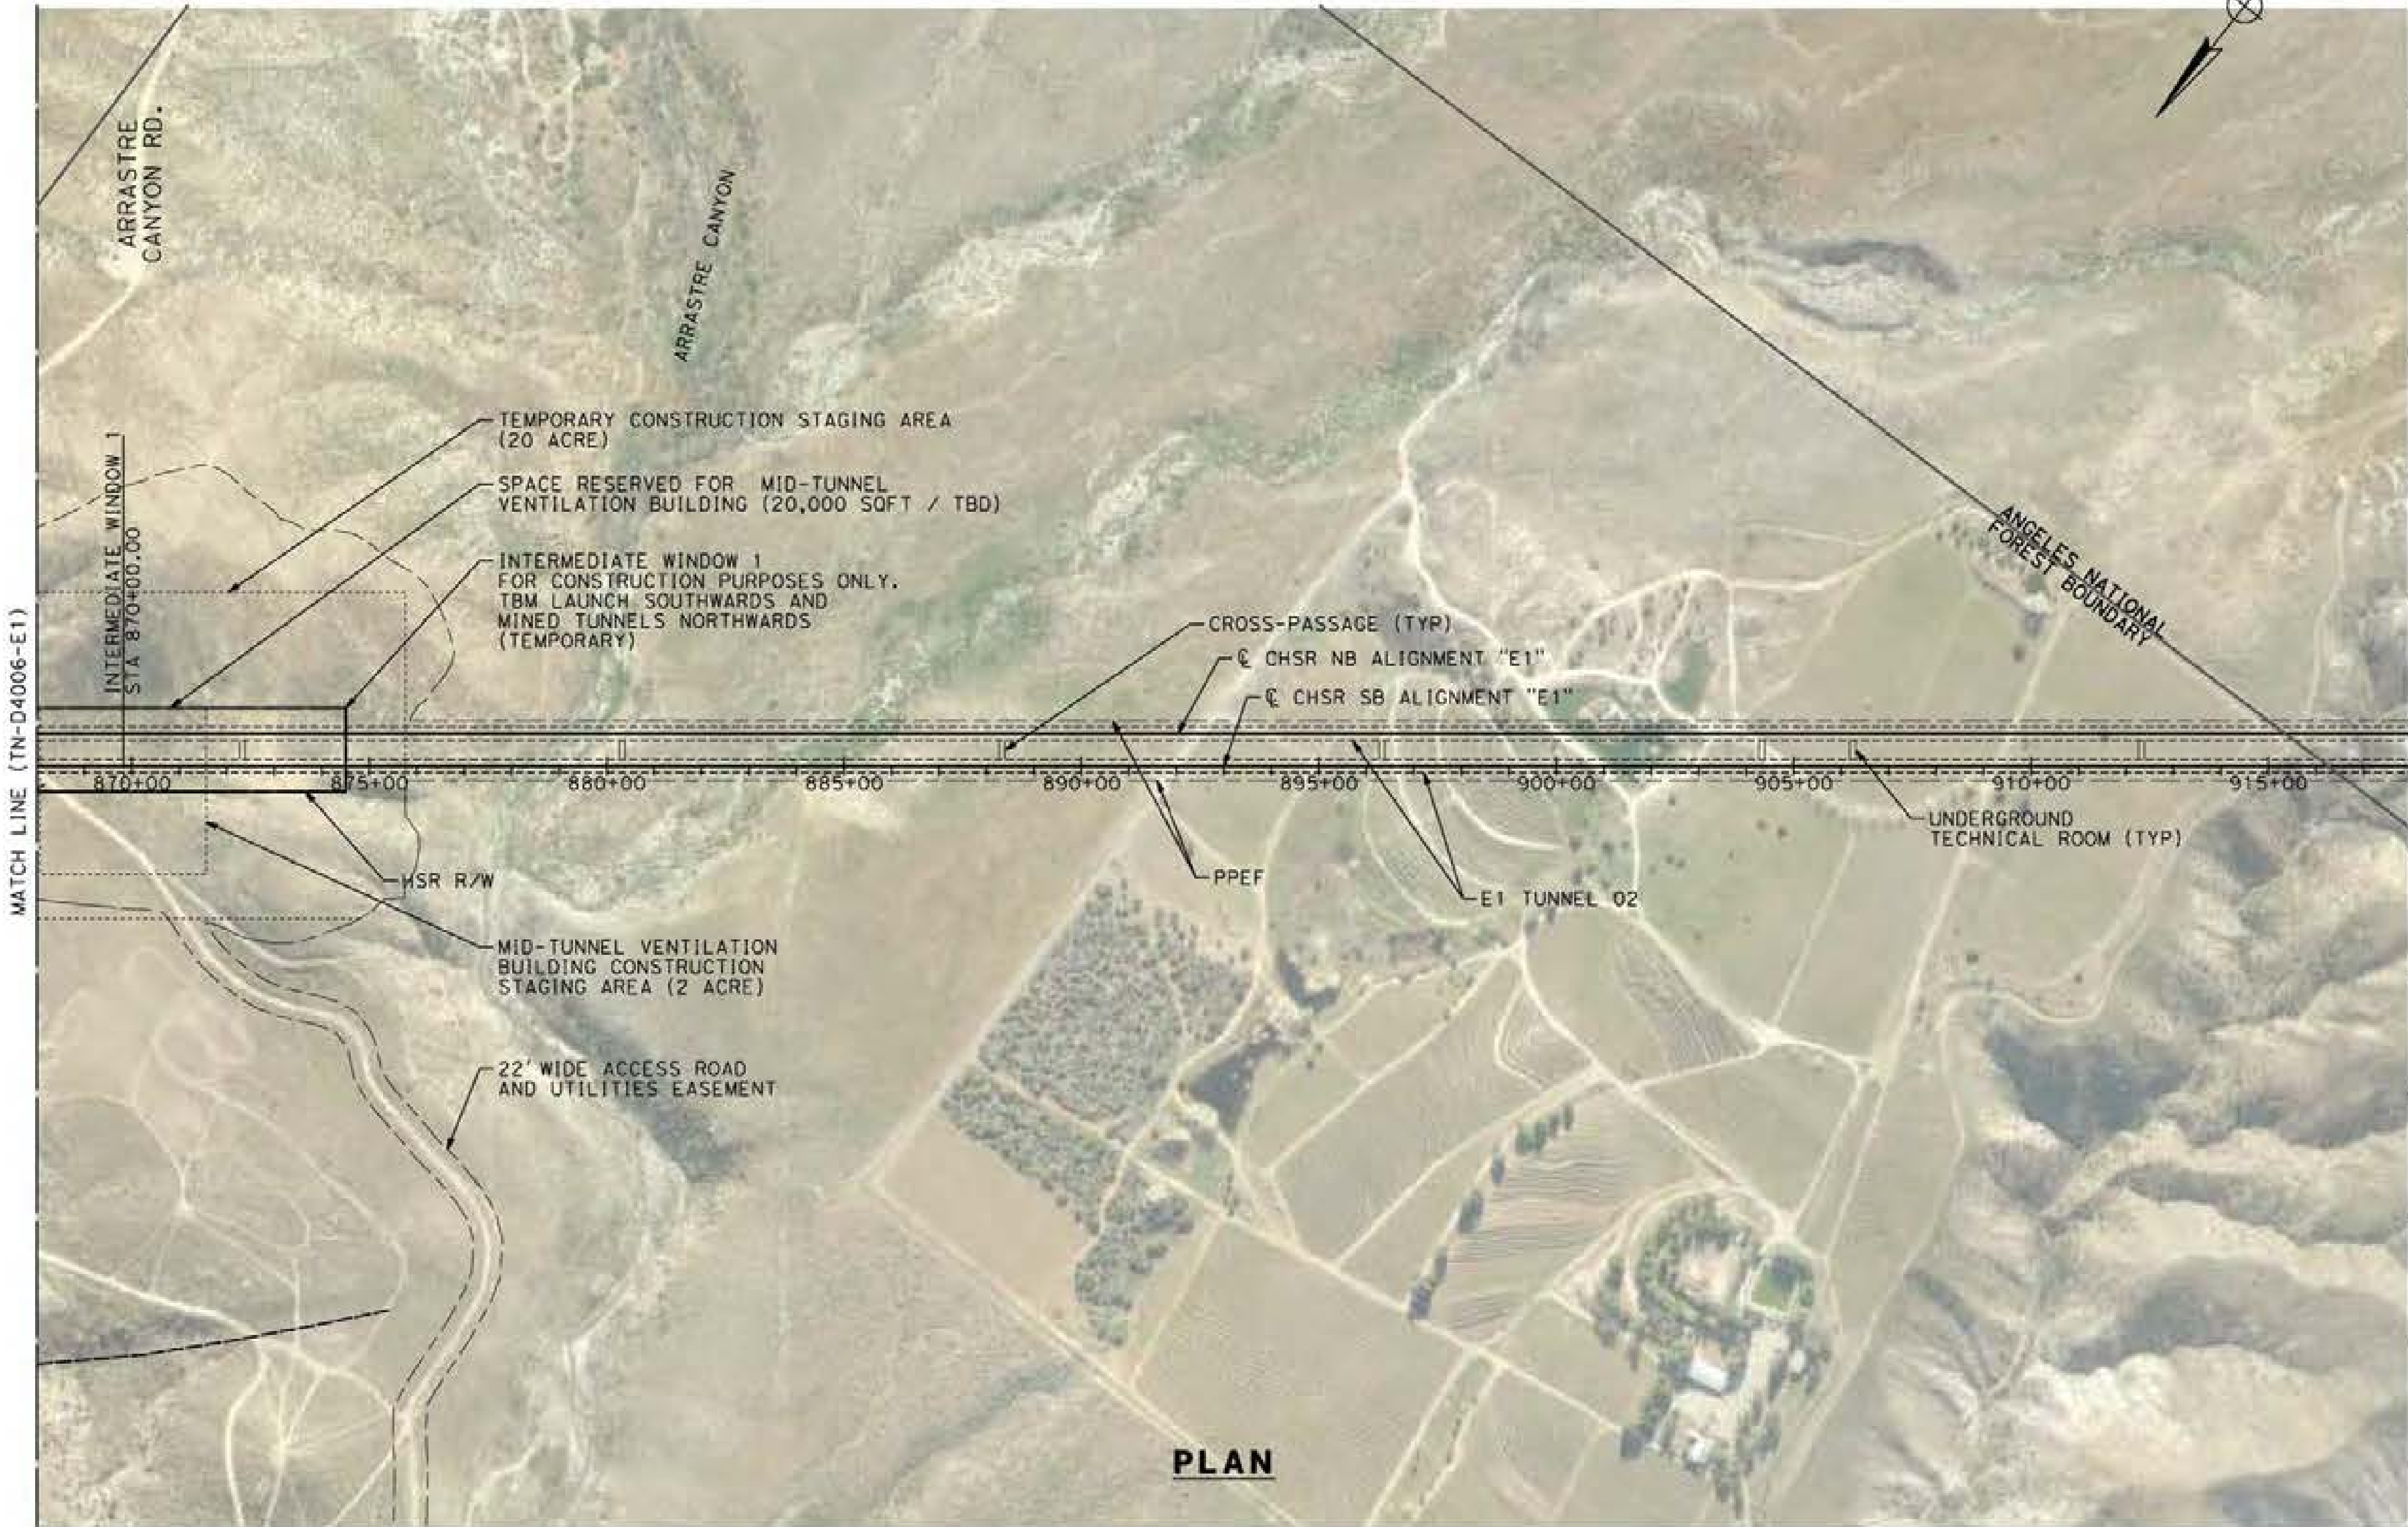 ARRASTRE
CANYON RD.
ARRASTRE CANYON
TEMPORARY CONSTRUCTION STAGING AREA
(20 ACRE)
SPACE RESERVED FOR MID-TUNNEL
VENTILATION BUILDING (20,000 SQFT / TBD)
INTERMEDIATE WINDOW 1
FOR CONSTRUCTION PURPOSES ONLY.
TBM LAUNCH SOUTHWARDS AND
MINED TUNNELS NORTHWARDS
(TEMPORARY)
INTERMEDIATE WINDOW 1
STA 870+00.00
MATCH LINE (TN-D4006-E1)
CROSS-PASSAGE (TYP)
℄ CHSR NB ALIGNMENT "E1"
℄ CHSR SB ALIGNMENT "E1"
ANGELES NATIONAL
FOREST BOUNDARY
870+00 875+00 880+00 885+00 890+00 895+00 900+00 905+00 910+00 915+00
UNDERGROUND
TECHNICAL ROOM (TYP)
HSR R/W
PPEF
E1 TUNNEL 02
MID-TUNNEL VENTILATION
BUILDING CONSTRUCTION
STAGING AREA (2 ACRE)
22' WIDE ACCESS ROAD
AND UTILITIES EASEMENT
PLAN